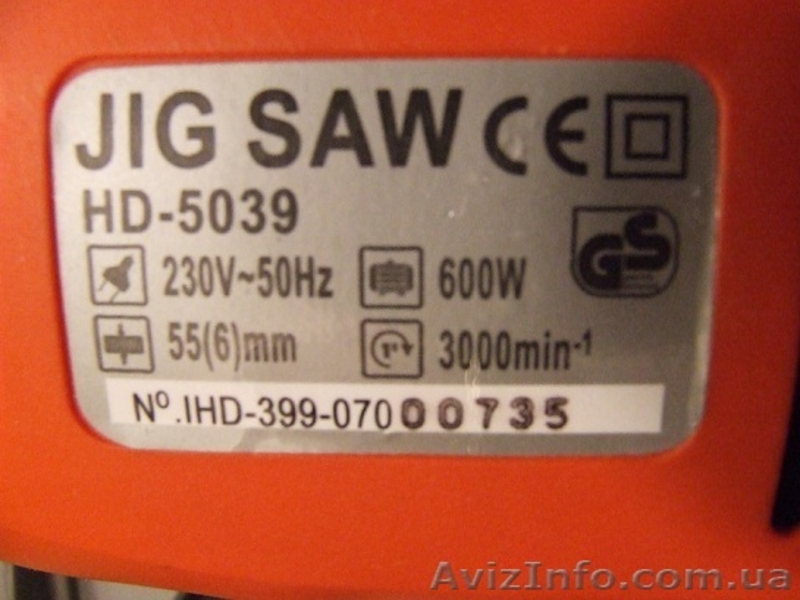 JIG SAW CE
HD-5039
GS
230V~50Hz 600W
55(6)mm 3000min-1
Nº.IHD-399-07000735
AvizInfo.com.ua